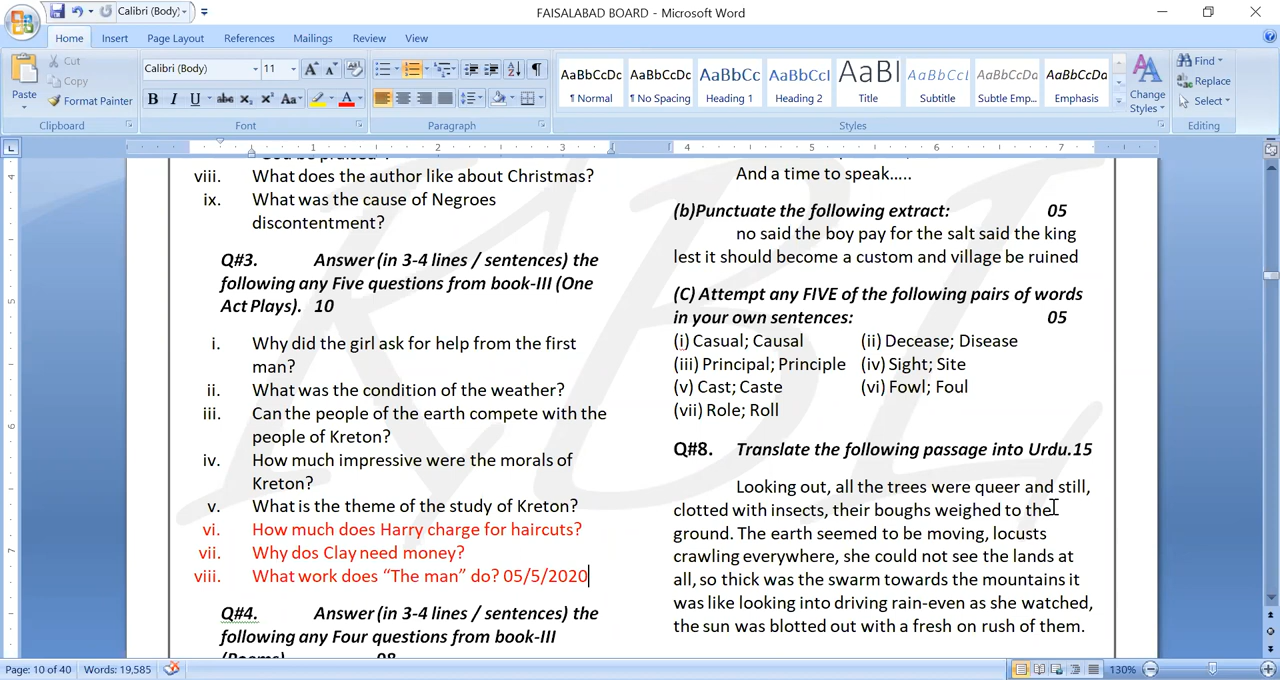 Calibri (Body)
FAISALABAD BOARD - Microsoft Word
Home Insert Page Layout References Mailings Review View
Paste
Cut
Copy
Format Painter
Clipboard
Calibri (Body) 11
Font
Paragraph
AaBbCcDc AaBbCcDc AaBbCc AaBbCcI AaBl AaBbCcL AaBbCcDa AaBbCcDa
¶ Normal ¶ No Spacing Heading 1 Heading 2 Title Subtitle Subtle Emp... Emphasis
Change Styles
Styles
Find
Replace
Select
Editing
1 2 3 4 5 6 7
viii. What does the author like about Christmas?
ix. What was the cause of Negroes
discontentment?
Q#3. Answer (in 3-4 lines / sentences) the
following any Five questions from book-III (One
Act Plays). 10
i. Why did the girl ask for help from the first
man?
ii. What was the condition of the weather?
iii. Can the people of the earth compete with the
people of Kreton?
iv. How much impressive were the morals of
Kreton?
v. What is the theme of the study of Kreton?
vi. How much does Harry charge for haircuts?
vii. Why dos Clay need money?
viii. What work does “The man” do? 05/5/2020
Q#4. Answer (in 3-4 lines / sentences) the
following any Four questions from book-III
(Poems) 08
And a time to speak…..
(b)Punctuate the following extract: 05
no said the boy pay for the salt said the king
lest it should become a custom and village be ruined
(C) Attempt any FIVE of the following pairs of words
in your own sentences: 05
(i) Casual; Causal (ii) Decease; Disease
(iii) Principal; Principle (iv) Sight; Site
(v) Cast; Caste (vi) Fowl; Foul
(vii) Role; Roll
Q#8. Translate the following passage into Urdu.15
Looking out, all the trees were queer and still,
clotted with insects, their boughs weighed to the
ground. The earth seemed to be moving, locusts
crawling everywhere, she could not see the lands at
all, so thick was the swarm towards the mountains it
was like looking into driving rain-even as she watched,
the sun was blotted out with a fresh on rush of them.
KBL
Page: 10 of 40 Words: 19,585 130%